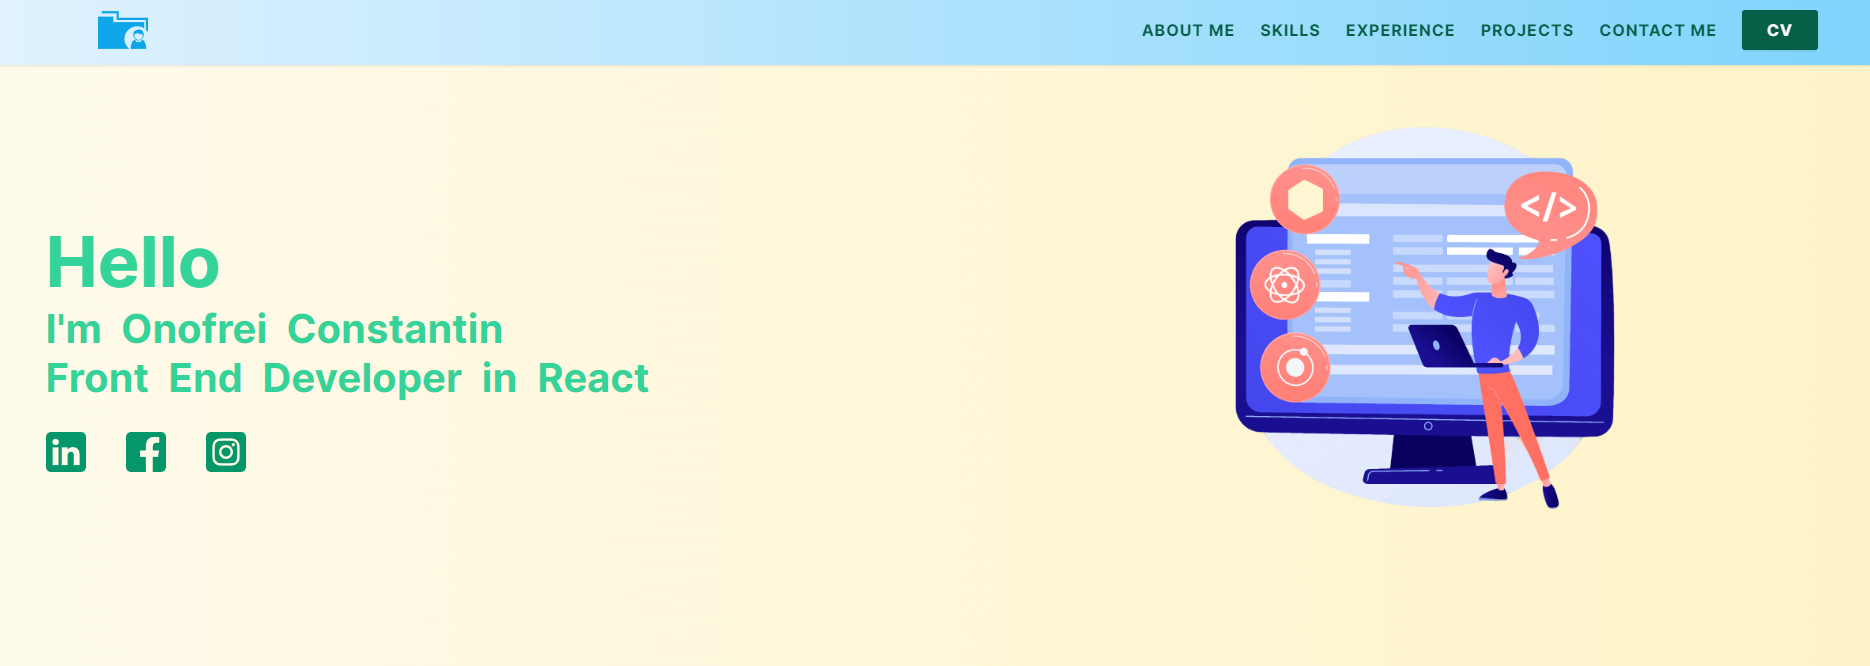 ABOUT ME SKILLS EXPERIENCE PROJECTS CONTACT ME CV
Hello
I'm Onofrei Constantin
Front End Developer in React
</>